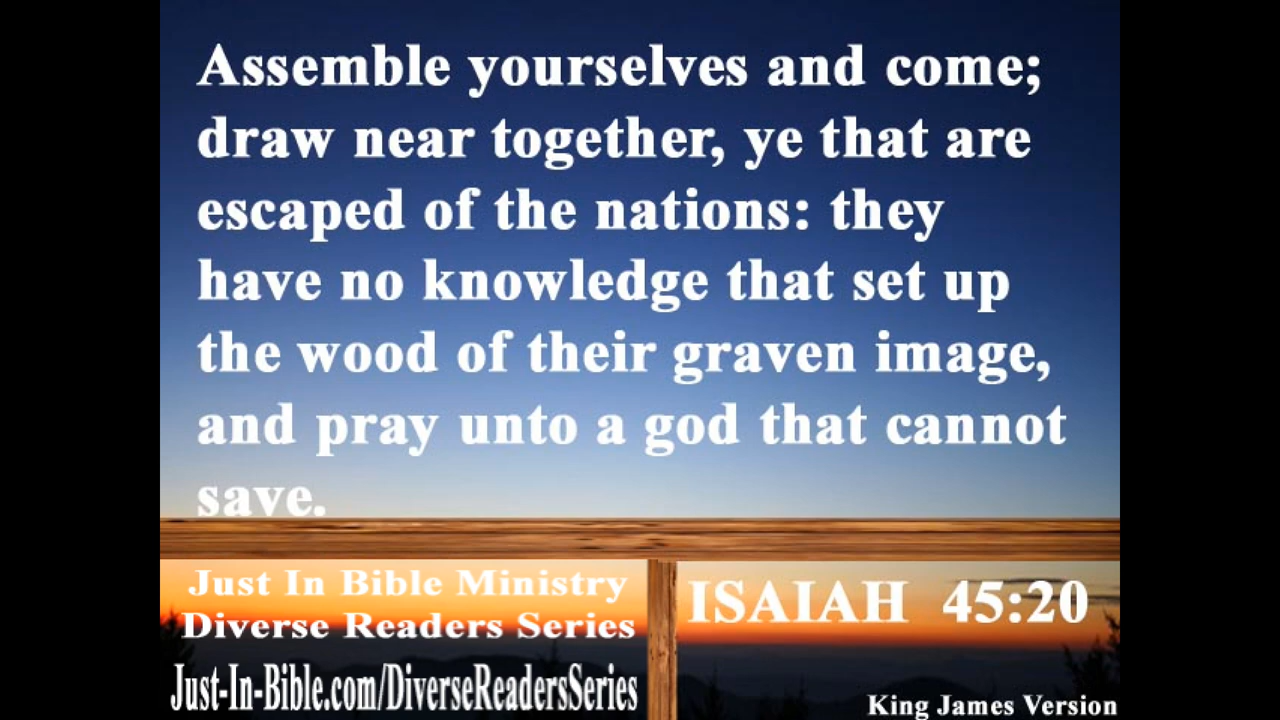 Assemble yourselves and come;
draw near together, ye that are
escaped of the nations: they
have no knowledge that set up
the wood of their graven image,
and pray unto a god that cannot
save.
Just In Bible Ministry
Diverse Readers Series
Just-In-Bible.com/DiverseReadersSeries
ISAIAH 45:20
King James Version